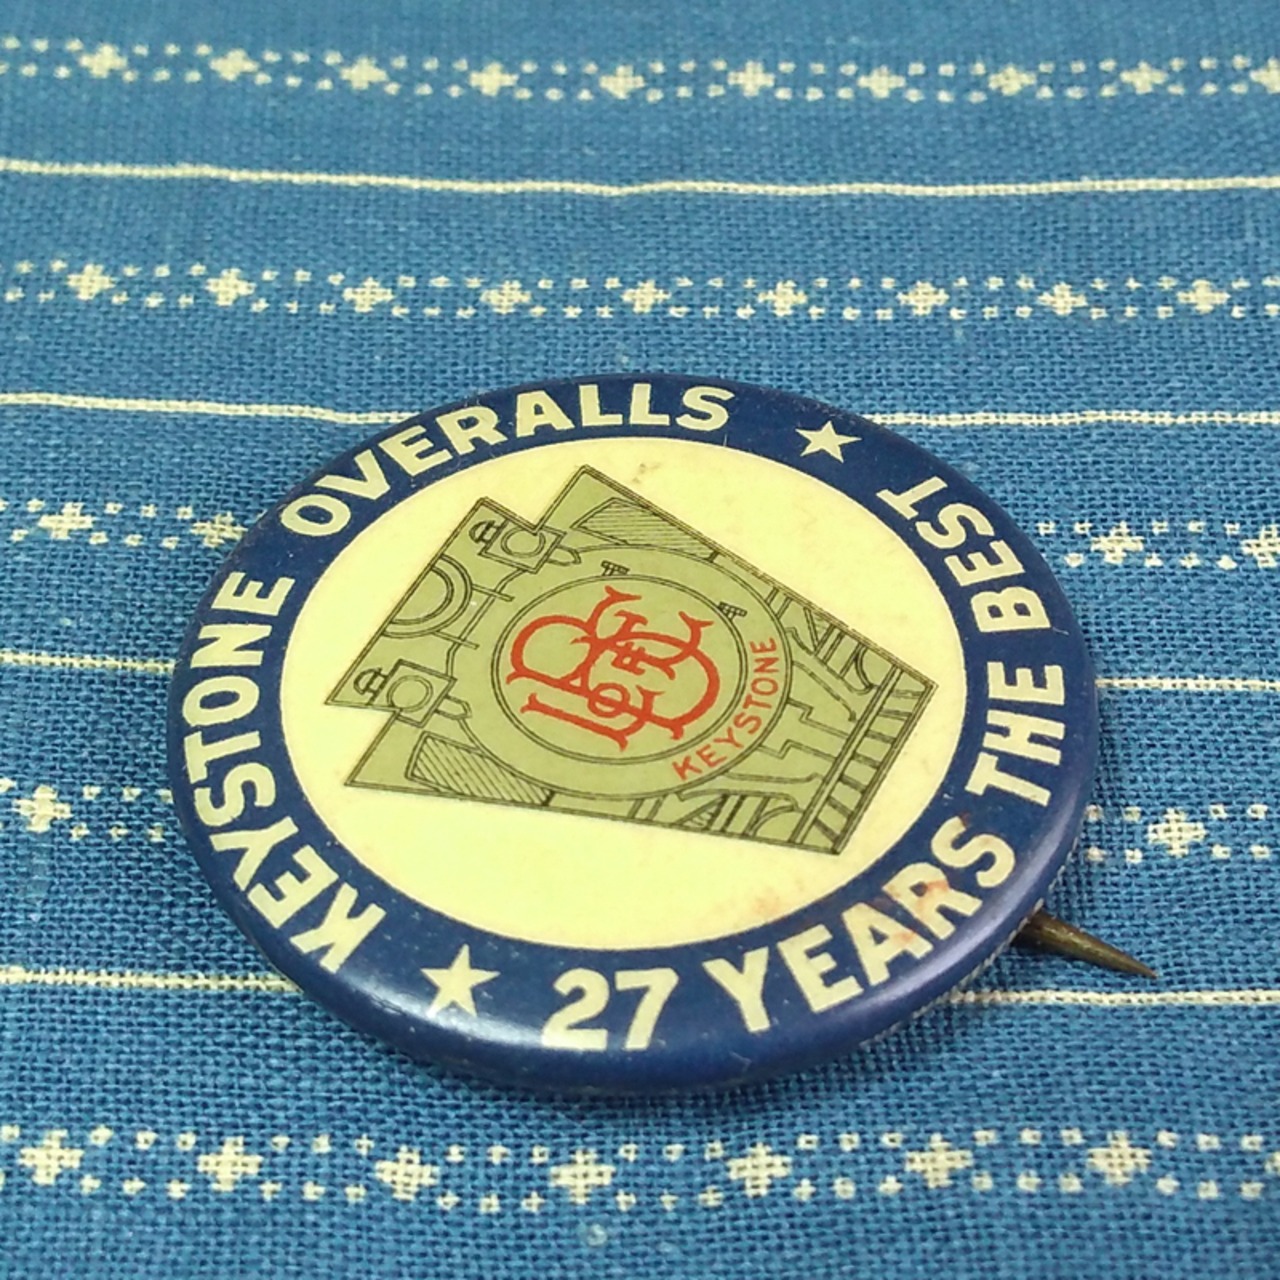 KEYSTONE OVERALLS
★ 27 YEARS THE BEST ★
KEYSTONE